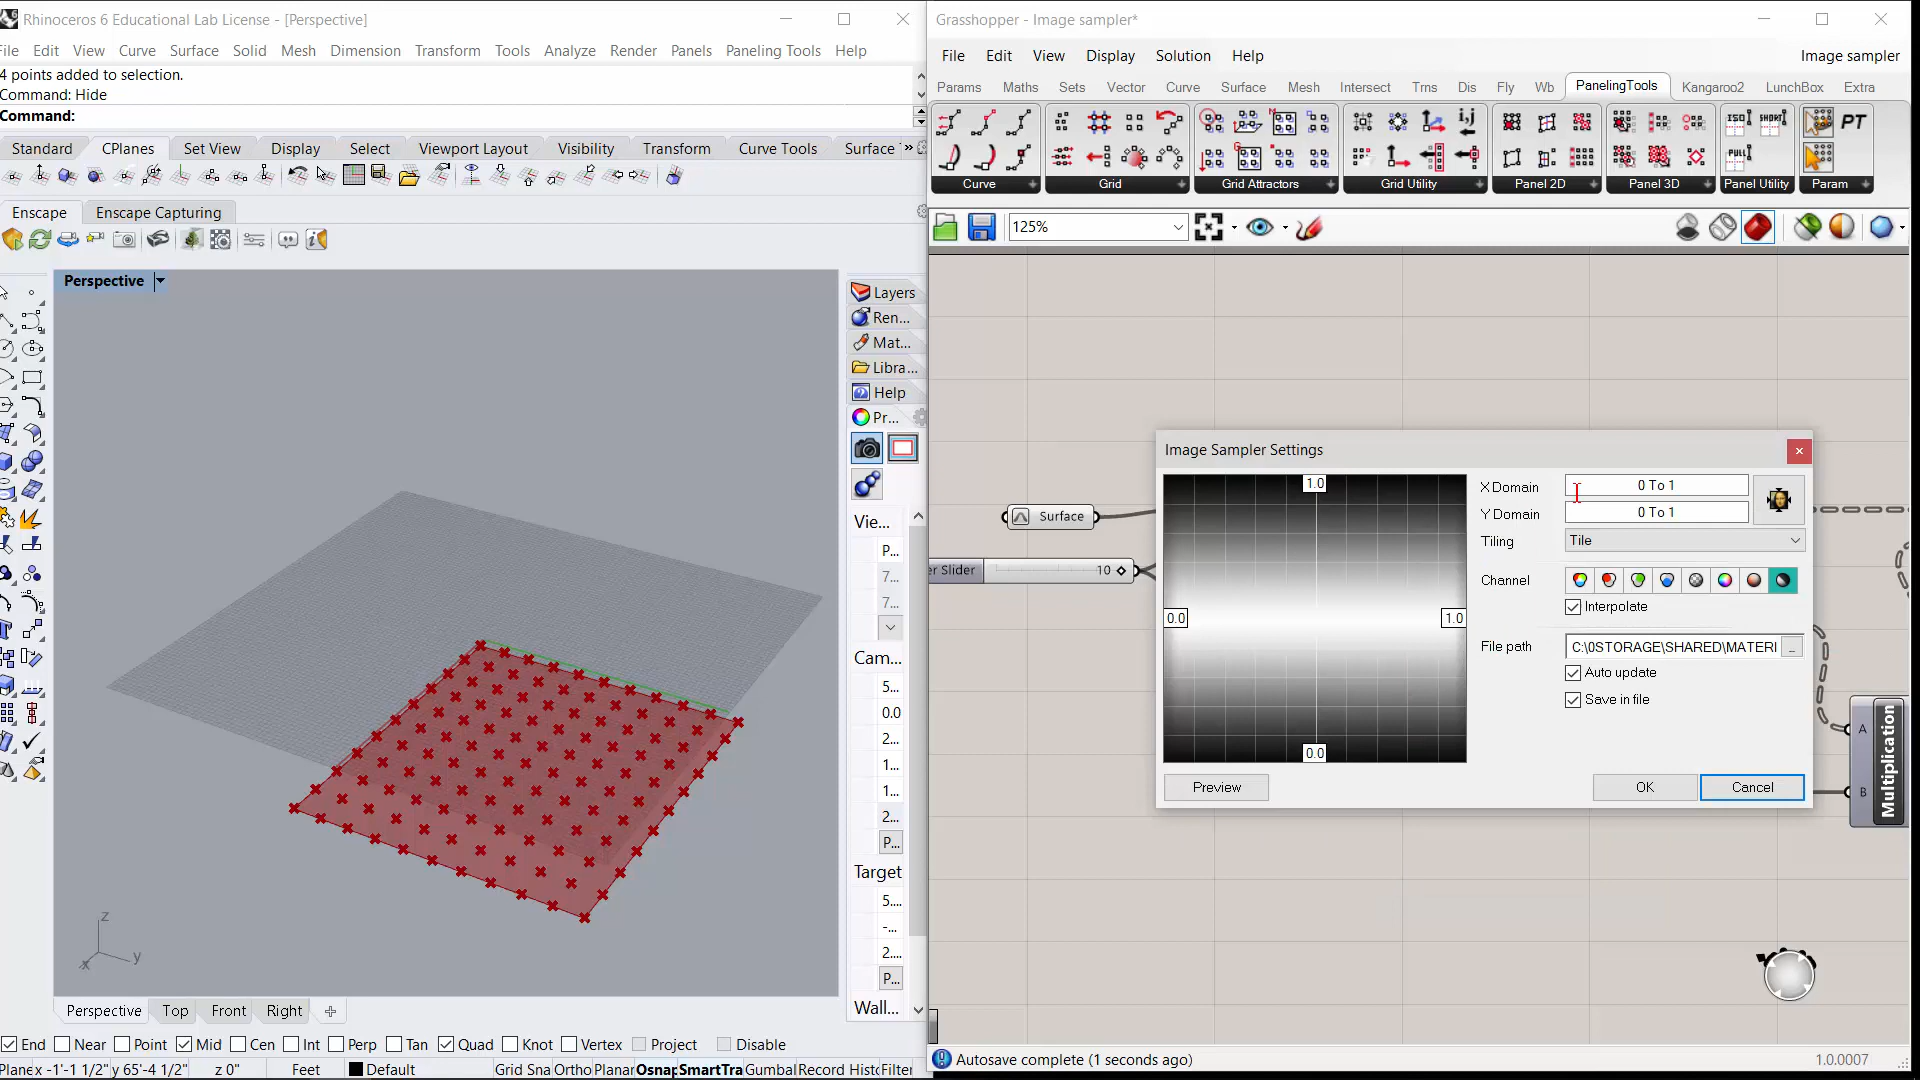 Rhinoceros 6 Educational Lab License - [Perspective]
File Edit View Curve Surface Solid Mesh Dimension Transform Tools Analyze Render Panels Paneling Tools Help
4 points added to selection.
Command: Hide
Command:
Standard CPlanes Set View Display Select Viewport Layout Visibility Transform Curve Tools Surface »
Enscape Enscape Capturing
Perspective
Layers
Ren...
Mat...
Libra...
Help
Pr...
Vie...
P...
7...
7...
Cam...
5...
0.0
2...
1...
1...
2...
P...
Target
5....
-...
2....
P...
Wall...
z
y
x
Perspective Top Front Right
End Near Point Mid Cen Int Perp Tan Quad Knot Vertex Project Disable
Plane x -1'-1 1/2" y 65'-4 1/2" z 0" Feet Default Grid Sna Ortho Planar Osnap SmartTra Gumbal Record Histo Filter
Grasshopper - Image sampler*
File Edit View Display Solution Help Image sampler
Params Maths Sets Vector Curve Surface Mesh Intersect Trns Dis Fly Wb PanelingTools Kangaroo2 LunchBox Extra
i,j ISO SHORT PT
PULL
Curve Grid Grid Attractors Grid Utility Panel 2D Panel 3D Panel Utility Param
125%
Surface
er Slider 10
Image Sampler Settings
1.0
0.0
1.0
0.0
X Domain 0 To 1
Y Domain 0 To 1
Tiling Tile
Channel
Interpolate
File path C:\0STORAGE\SHARED\MATERI ...
Auto update
Save in file
Preview OK Cancel
A
B
Multiplication
Autosave complete (1 seconds ago)
1.0.0007